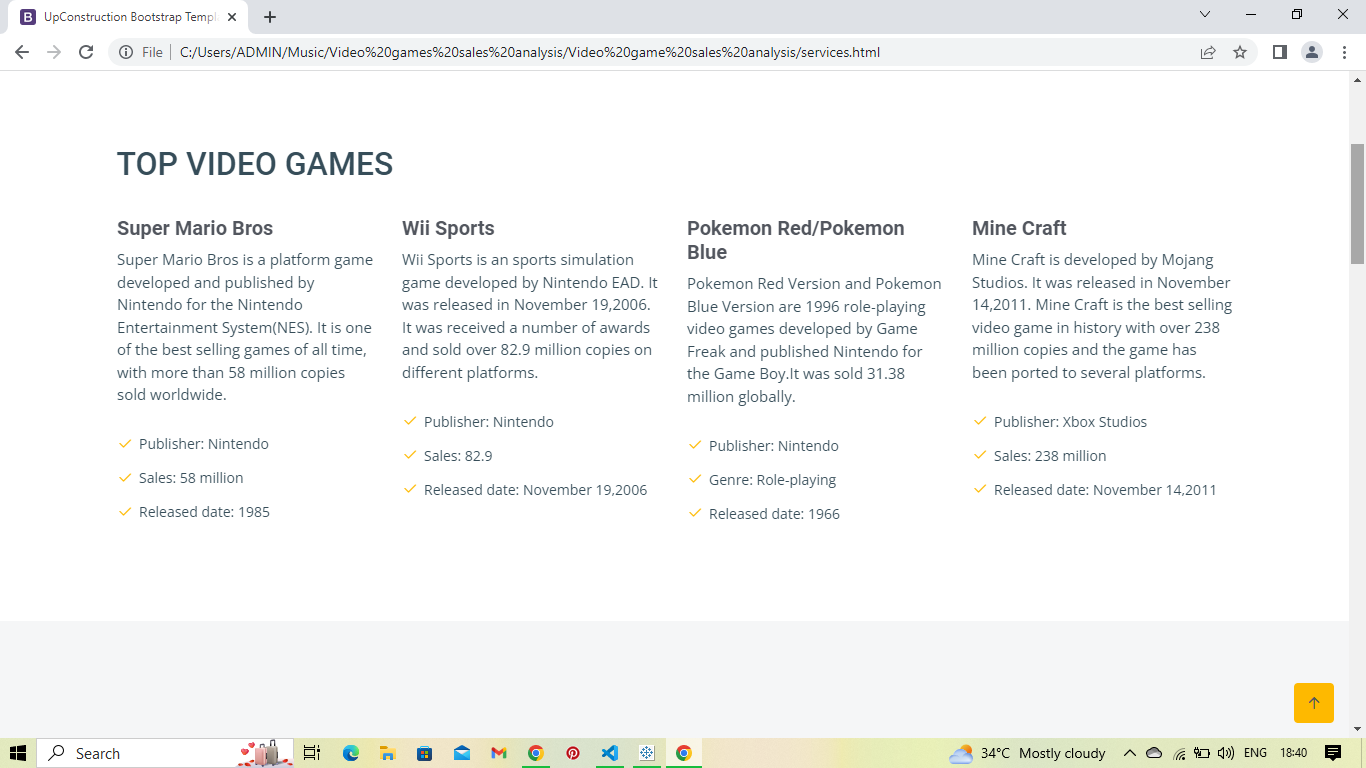 UpConstruction Bootstrap Templ
File
C:/Users/ADMIN/Music/Video%20games%20sales%20analysis/Video%20game%20sales%20analysis/services.html
TOP VIDEO GAMES
Super Mario Bros
Super Mario Bros is a platform game
developed and published by
Nintendo for the Nintendo
Entertainment System(NES). It is one
of the best selling games of all time,
with more than 58 million copies
sold worldwide.
Publisher: Nintendo
Sales: 58 million
Released date: 1985
Wii Sports
Wii Sports is an sports simulation
game developed by Nintendo EAD. It
was released in November 19,2006.
It was received a number of awards
and sold over 82.9 million copies on
different platforms.
Publisher: Nintendo
Sales: 82.9
Released date: November 19,2006
Pokemon Red/Pokemon
Blue
Pokemon Red Version and Pokemon
Blue Version are 1996 role-playing
video games developed by Game
Freak and published Nintendo for
the Game Boy.It was sold 31.38
million globally.
Publisher: Nintendo
Genre: Role-playing
Released date: 1966
Mine Craft
Mine Craft is developed by Mojang
Studios. It was released in November
14,2011. Mine Craft is the best selling
video game in history with over 238
million copies and the game has
been ported to several platforms.
Publisher: Xbox Studios
Sales: 238 million
Released date: November 14,2011
Search
34°C Mostly cloudy
ENG
18:40